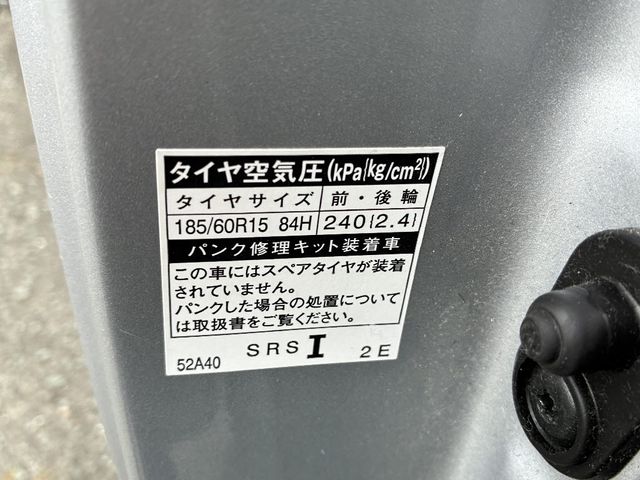 タイヤ空気圧(kPa{kg/cm²})
タイヤサイズ 前・後輪
185/60R15 84H 240{2.4}
パンク修理キット装着車
この車にはスペアタイヤが装着
されていません。
パンクした場合の処置について
は取扱書をご覧ください。
52A40 SRS I 2E